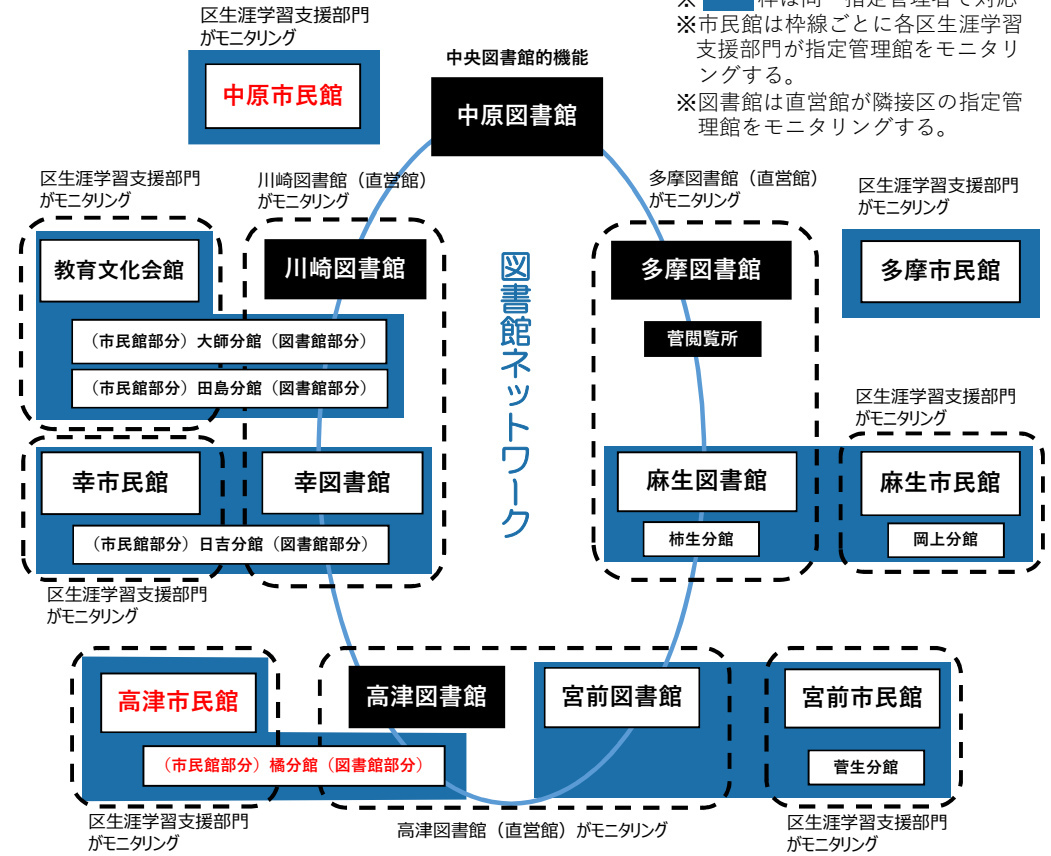 区生涯学習支援部門
がモニタリング
中原市民館
中央図書館的機能
中原図書館
※市民館は枠線ごとに各区生涯学習
支援部門が指定管理館をモニタリ
ングする。
※図書館は直営館が隣接区の指定管
理館をモニタリングする。
区生涯学習支援部門
がモニタリング
川崎図書館（直営館）
がモニタリング
多摩図書館（直営館）
がモニタリング
区生涯学習支援部門
がモニタリング
教育文化会館
川崎図書館
図書館ネットワーク
多摩図書館
多摩市民館
（市民館部分）大師分館（図書館部分）
（市民館部分）田島分館（図書館部分）
菅閲覧所
区生涯学習支援部門
がモニタリング
幸市民館
幸図書館
麻生図書館
麻生市民館
（市民館部分）日吉分館（図書館部分）
柿生分館
岡上分館
区生涯学習支援部門
がモニタリング
高津市民館
高津図書館
宮前図書館
宮前市民館
（市民館部分）橘分館（図書館部分）
菅生分館
区生涯学習支援部門
がモニタリング
高津図書館（直営館）がモニタリング
区生涯学習支援部門
がモニタリング